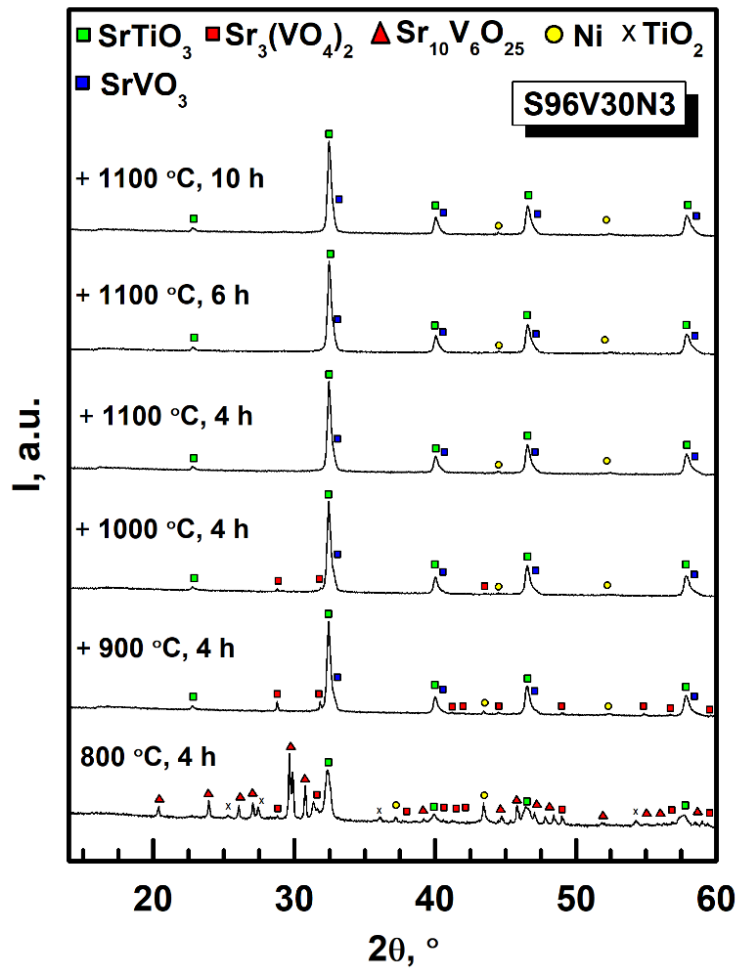 SrTiO₃ Sr₃(VO₄)₂ Sr₁₀V₆O₂₅ Ni x TiO₂
SrVO₃
S96V30N3
+ 1100 °C, 10 h
+ 1100 °C, 6 h
+ 1100 °C, 4 h
+ 1000 °C, 4 h
+ 900 °C, 4 h
800 °C, 4 h
x x x x
I, a.u.
20 30 40 50 60
2θ, °